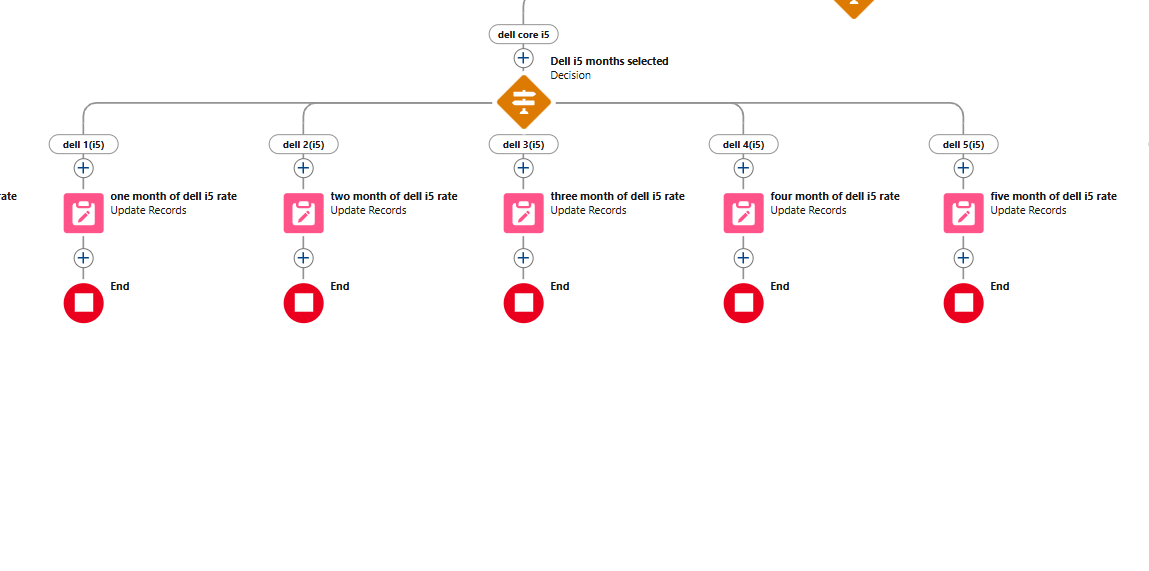 dell core i5
Dell i5 months selected
Decision
dell 1(i5)
dell 2(i5)
dell 3(i5)
dell 4(i5)
dell 5(i5)
rate
one month of dell i5 rate
Update Records
two month of dell i5 rate
Update Records
three month of dell i5 rate
Update Records
four month of dell i5 rate
Update Records
five month of dell i5 rate
Update Records
End
End
End
End
End